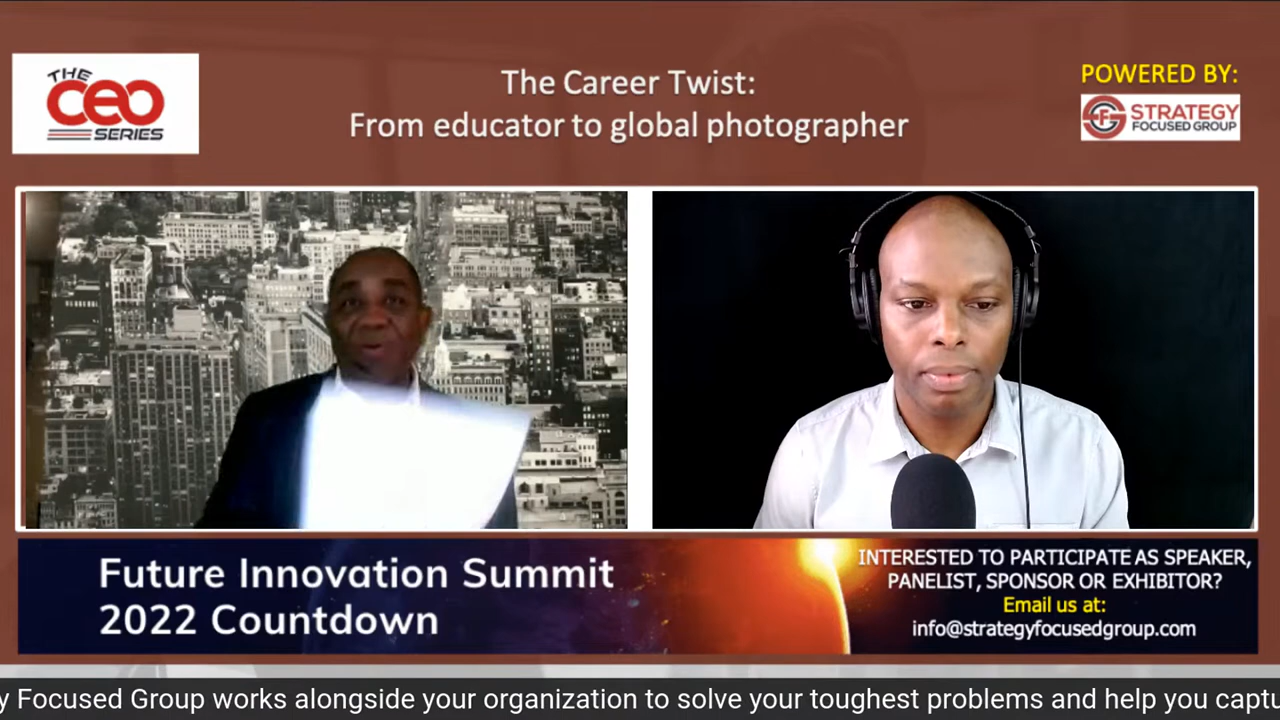 THE
CEO
SERIES
The Career Twist:
From educator to global photographer
POWERED BY:
STRATEGY
FOCUSED GROUP
Future Innovation Summit
2022 Countdown
INTERESTED TO PARTICIPATE AS SPEAKER,
PANELIST, SPONSOR OR EXHIBITOR?
Email us at:
info@strategyfocusedgroup.com
y Focused Group works alongside your organization to solve your toughest problems and help you captu